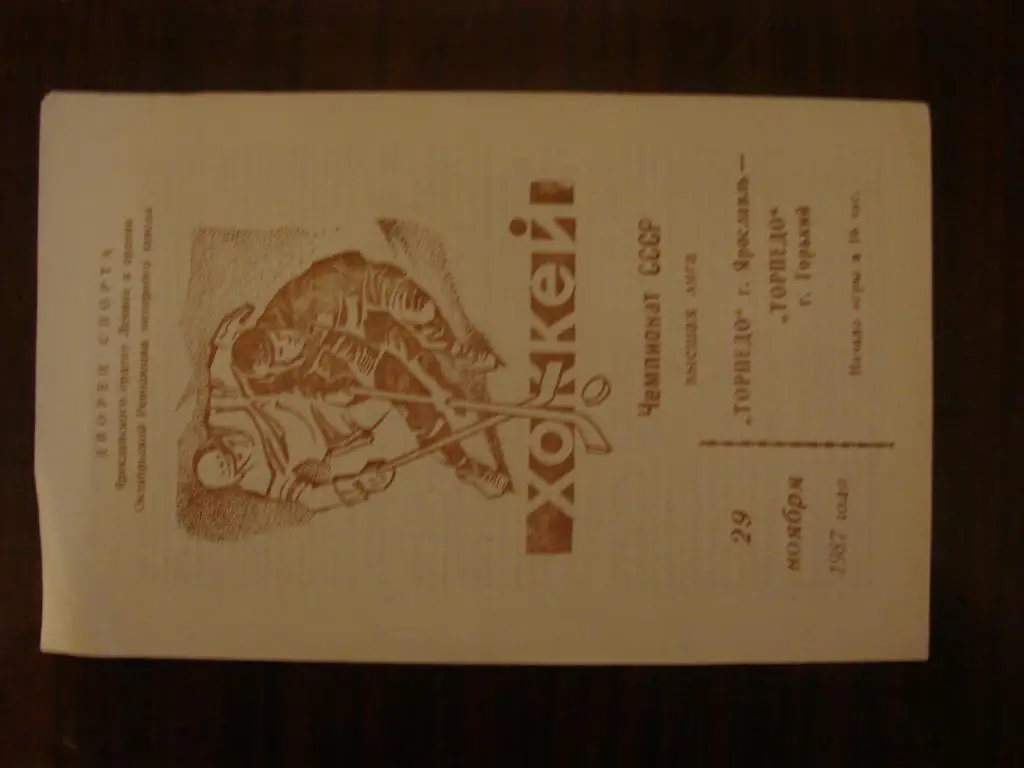 ДВОРЕЦ СПОРТА
Ярославского ордена Ленина и ордена
Октябрьской Революции моторного завода
ХОККЕЙ
Чемпионат СССР
высшая лига
29
ноября
1987 года
„ТОРПЕДО“ г. Ярославль—
„ТОРПЕДО“
г. Горький
Начало игры в 16 час.